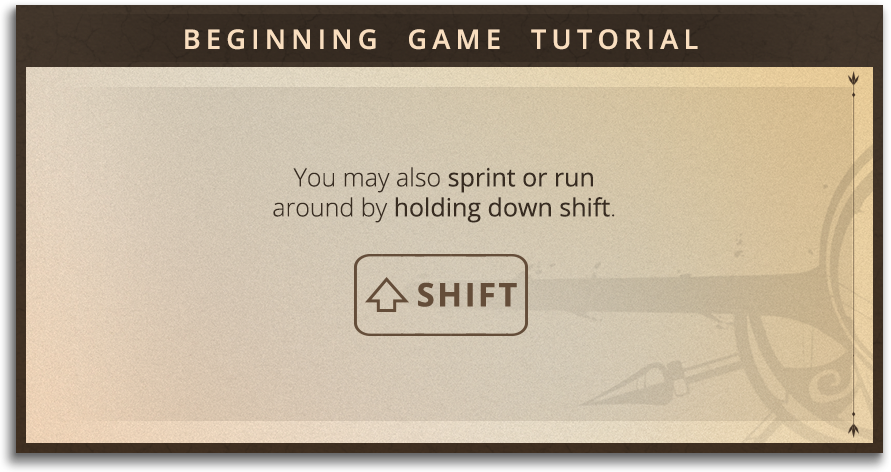 BEGINNING GAME TUTORIAL
You may also sprint or run
around by holding down shift.
SHIFT